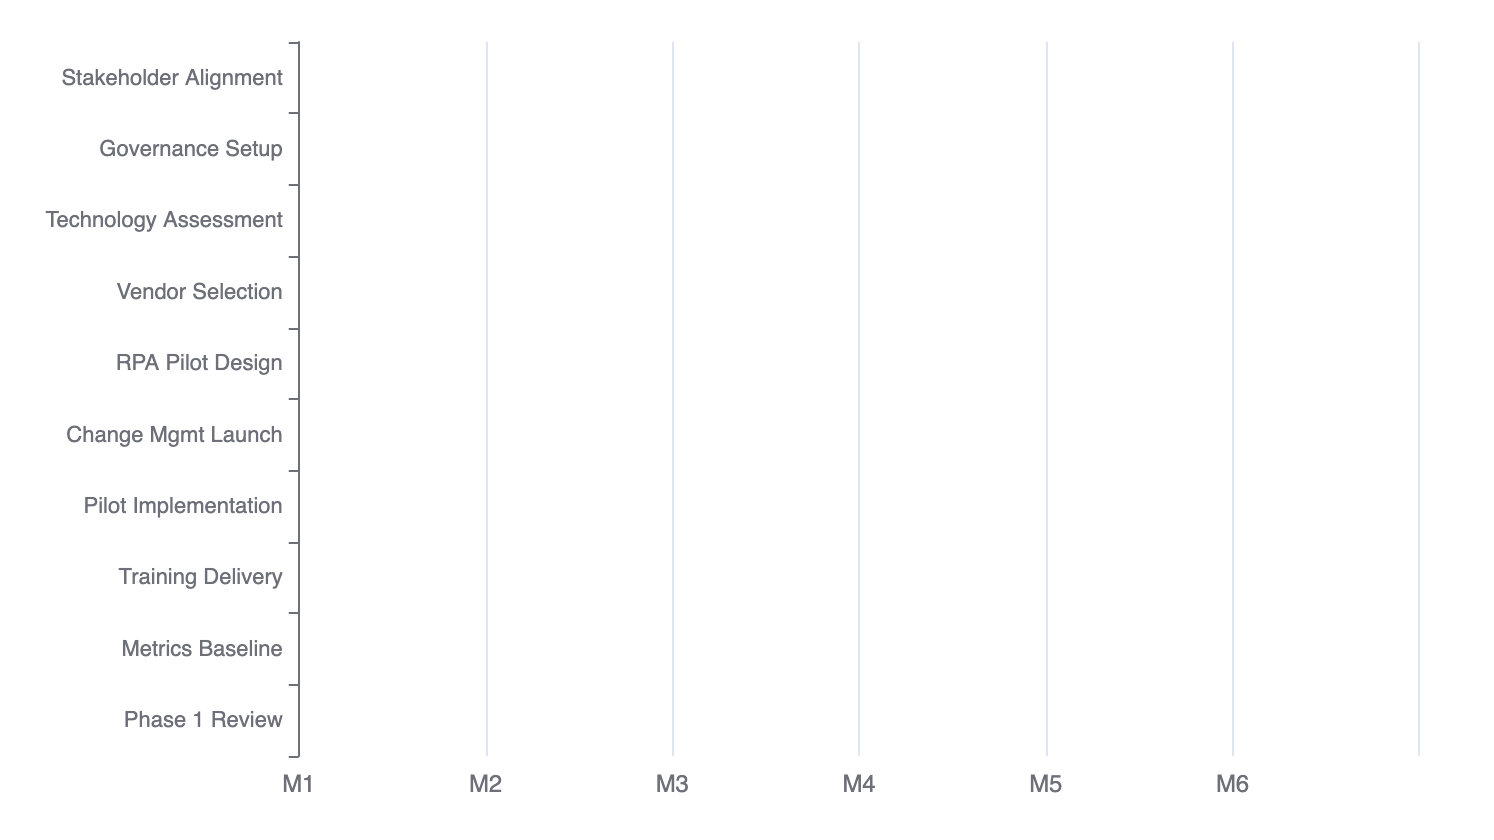 Stakeholder Alignment
Governance Setup
Technology Assessment
Vendor Selection
RPA Pilot Design
Change Mgmt Launch
Pilot Implementation
Training Delivery
Metrics Baseline
Phase 1 Review
M1 M2 M3 M4 M5 M6